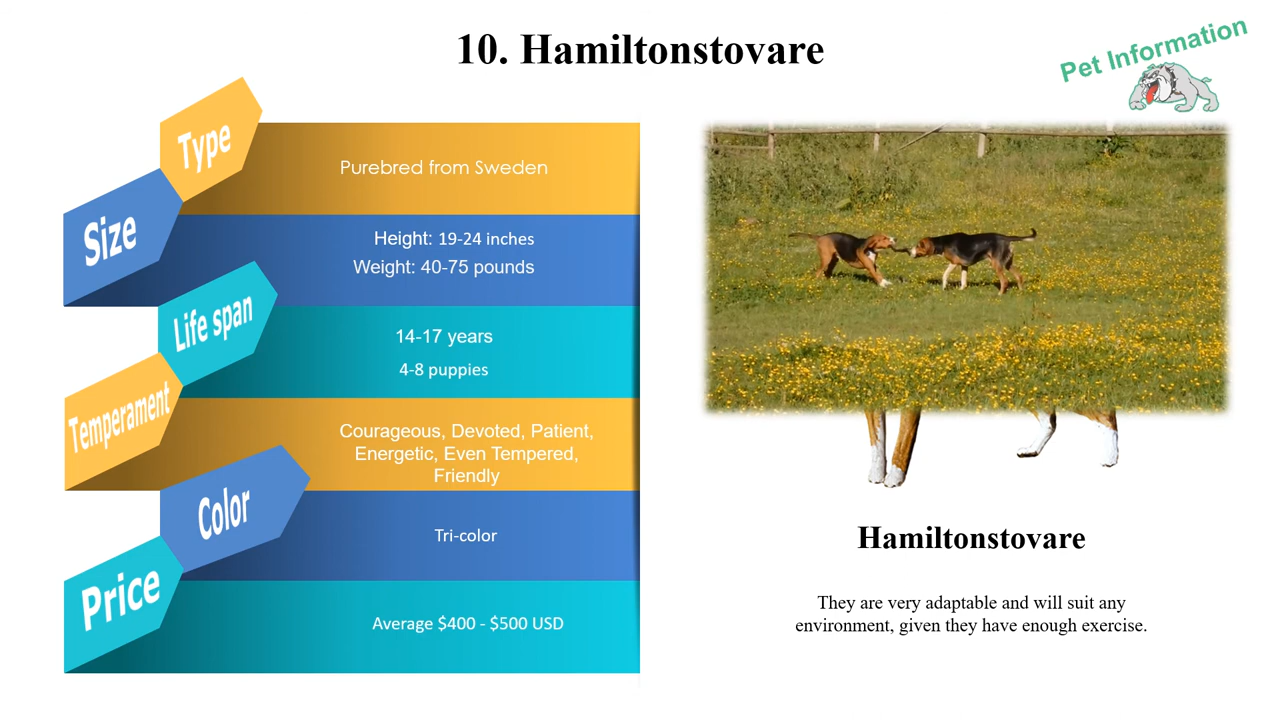 10. Hamiltonstovare
Pet Information
Type
Purebred from Sweden
Size
Height: 19-24 inches
Weight: 40-75 pounds
Life span
14-17 years
4-8 puppies
Temperament
Courageous, Devoted, Patient,
Energetic, Even Tempered,
Friendly
Color
Tri-color
Price
Average $400 - $500 USD
Hamiltonstovare
They are very adaptable and will suit any
environment, given they have enough exercise.